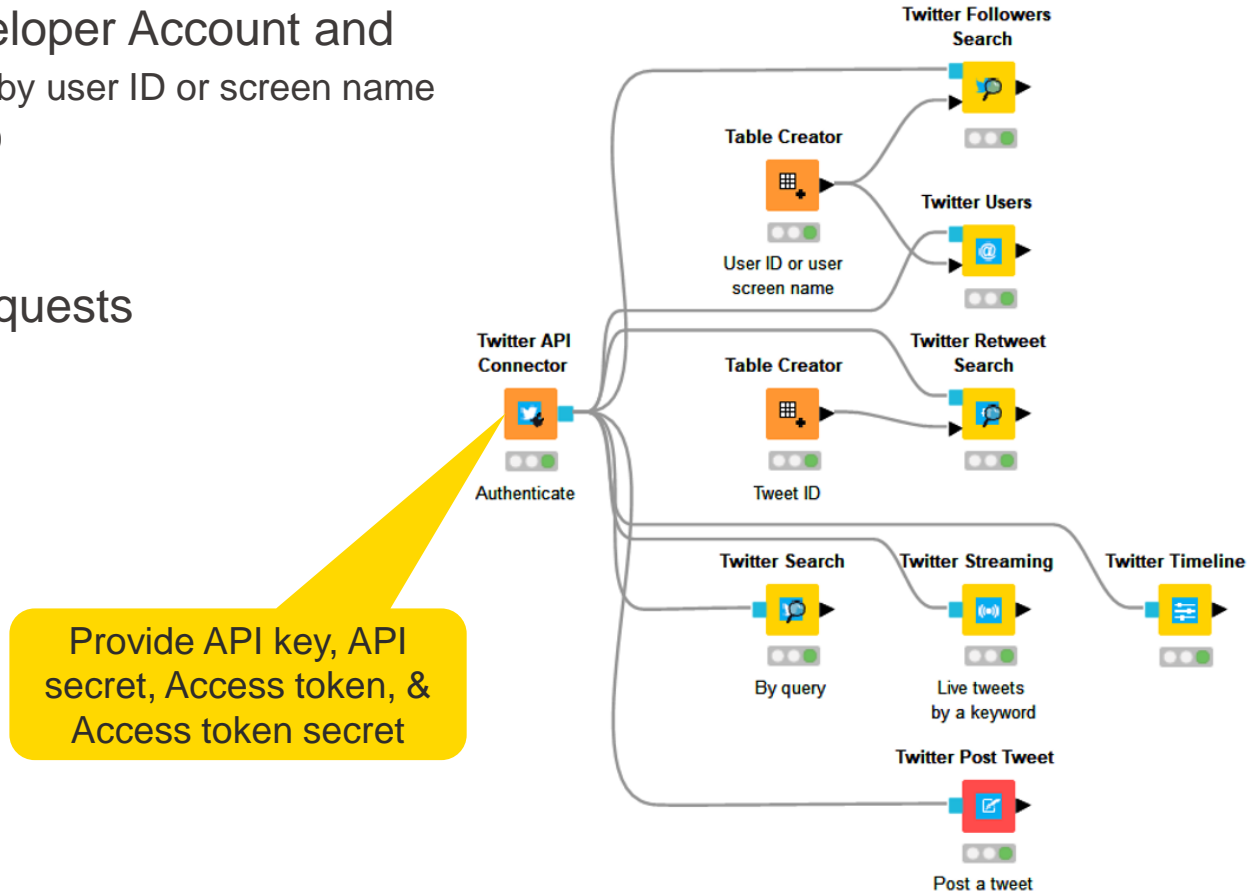 eloper Account and
by user ID or screen name
)
quests
Twitter Followers
Search
Table Creator
User ID or user
screen name
Twitter Users
@
Twitter API
Connector
Authenticate
Table Creator
Tweet ID
Twitter Retweet
Search
Twitter Search
By query
Twitter Streaming
Live tweets
by a keyword
Twitter Timeline
Provide API key, API
secret, Access token, &
Access token secret
Twitter Post Tweet
Post a tweet